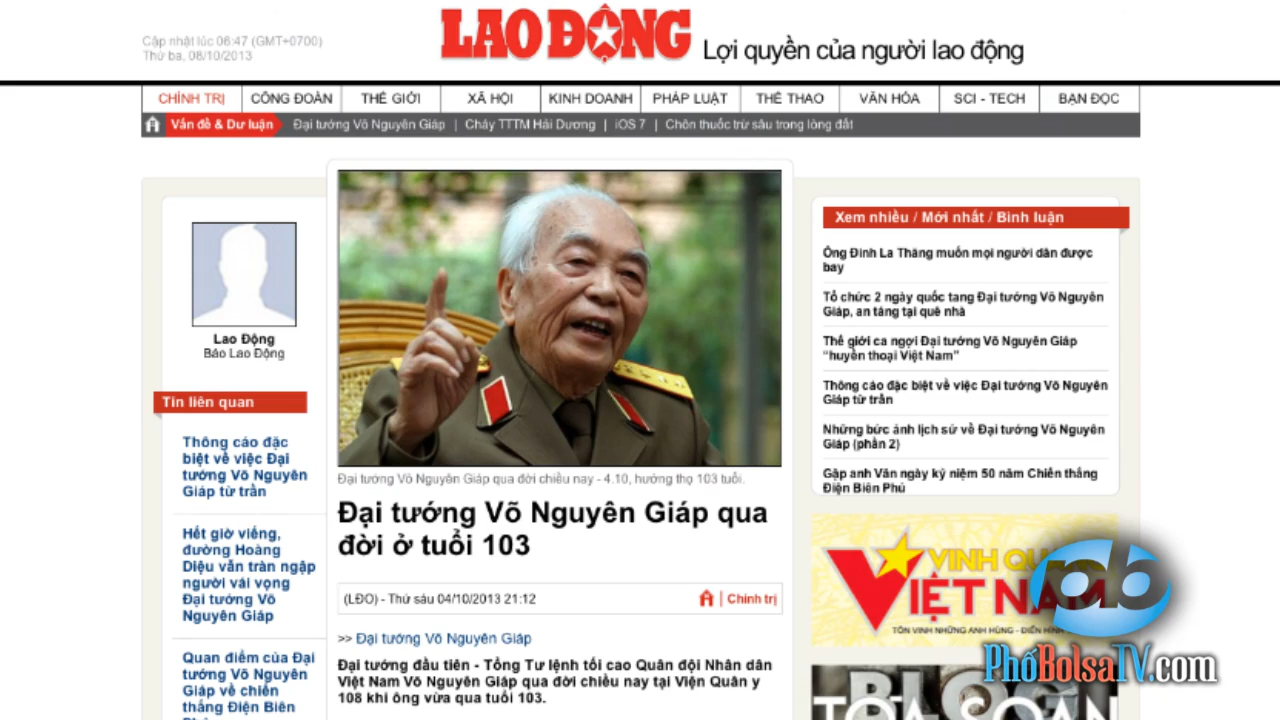 LAO ĐỘNG
Lợi quyền của người lao động
Cập nhật lúc 06:47 (GMT+0700)
Thứ ba, 08/10/2013
CHÍNH TRỊ CÔNG ĐOÀN THẾ GIỚI XÃ HỘI KINH DOANH PHÁP LUẬT THỂ THAO VĂN HÓA SCI - TECH BẠN ĐỌC
Vấn đề & Dư luận Đại tướng Võ Nguyên Giáp | Cháy TTTM Hải Dương | iOS 7 | Chôn thuốc trừ sâu trong lòng đất
Lao Động
Báo Lao Động
Tin liên quan
Thông cáo đặc
biệt về việc Đại
tướng Võ Nguyên
Giáp từ trần
Hết giờ viếng,
đường Hoàng
Diệu vẫn tràn ngập
người vái vọng
Đại tướng Võ
Nguyên Giáp
Quan điểm của Đại
tướng Võ Nguyên
Giáp về chiến
thắng Điện Biên
Đại tướng Võ Nguyên Giáp qua đời chiều nay - 4.10, hưởng thọ 103 tuổi.
Đại tướng Võ Nguyên Giáp qua
đời ở tuổi 103
(LĐO) - Thứ sáu 04/10/2013 21:12
| Chính trị
>> Đại tướng Võ Nguyên Giáp
Đại tướng đầu tiên - Tổng Tư lệnh tối cao Quân đội Nhân dân
Việt Nam Võ Nguyên Giáp qua đời chiều nay tại Viện Quân y
108 khi ông vừa qua tuổi 103.
Xem nhiều / Mới nhất / Bình luận
Ông Đinh La Thăng muốn mọi người dân được
bay
Tổ chức 2 ngày quốc tang Đại tướng Võ Nguyên
Giáp, an táng tại quê nhà
Thế giới ca ngợi Đại tướng Võ Nguyên Giáp
"huyền thoại Việt Nam"
Thông cáo đặc biệt về việc Đại tướng Võ Nguyên
Giáp từ trần
Những bức ảnh lịch sử về Đại tướng Võ Nguyên
Giáp (phần 2)
Gặp anh Văn ngày kỷ niệm 50 năm Chiến thắng
Điện Biên Phủ
VINH QU
VIỆT NAM
TÔN VINH NHỮNG ANH HÙNG - ĐIỂN HÌNH
pb
PhốBolsaTV.com
BLOG
TÒA SOẠN